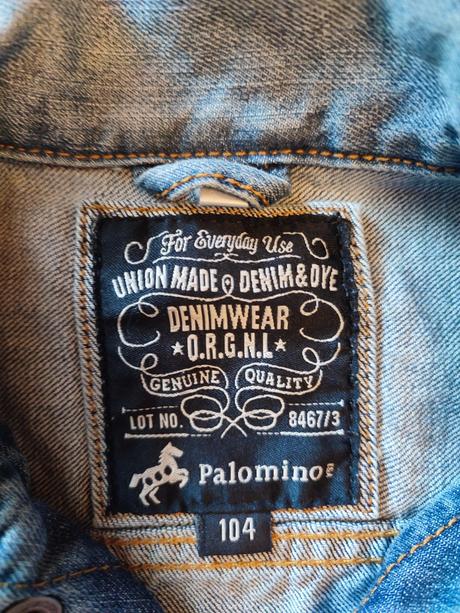 For Everyday Use
UNION MADE DENIM & DYE
DENIMWEAR
★ O.R.G.N.L ★
GENUINE QUALITY
LOT NO. 8467/3
Palomino
104